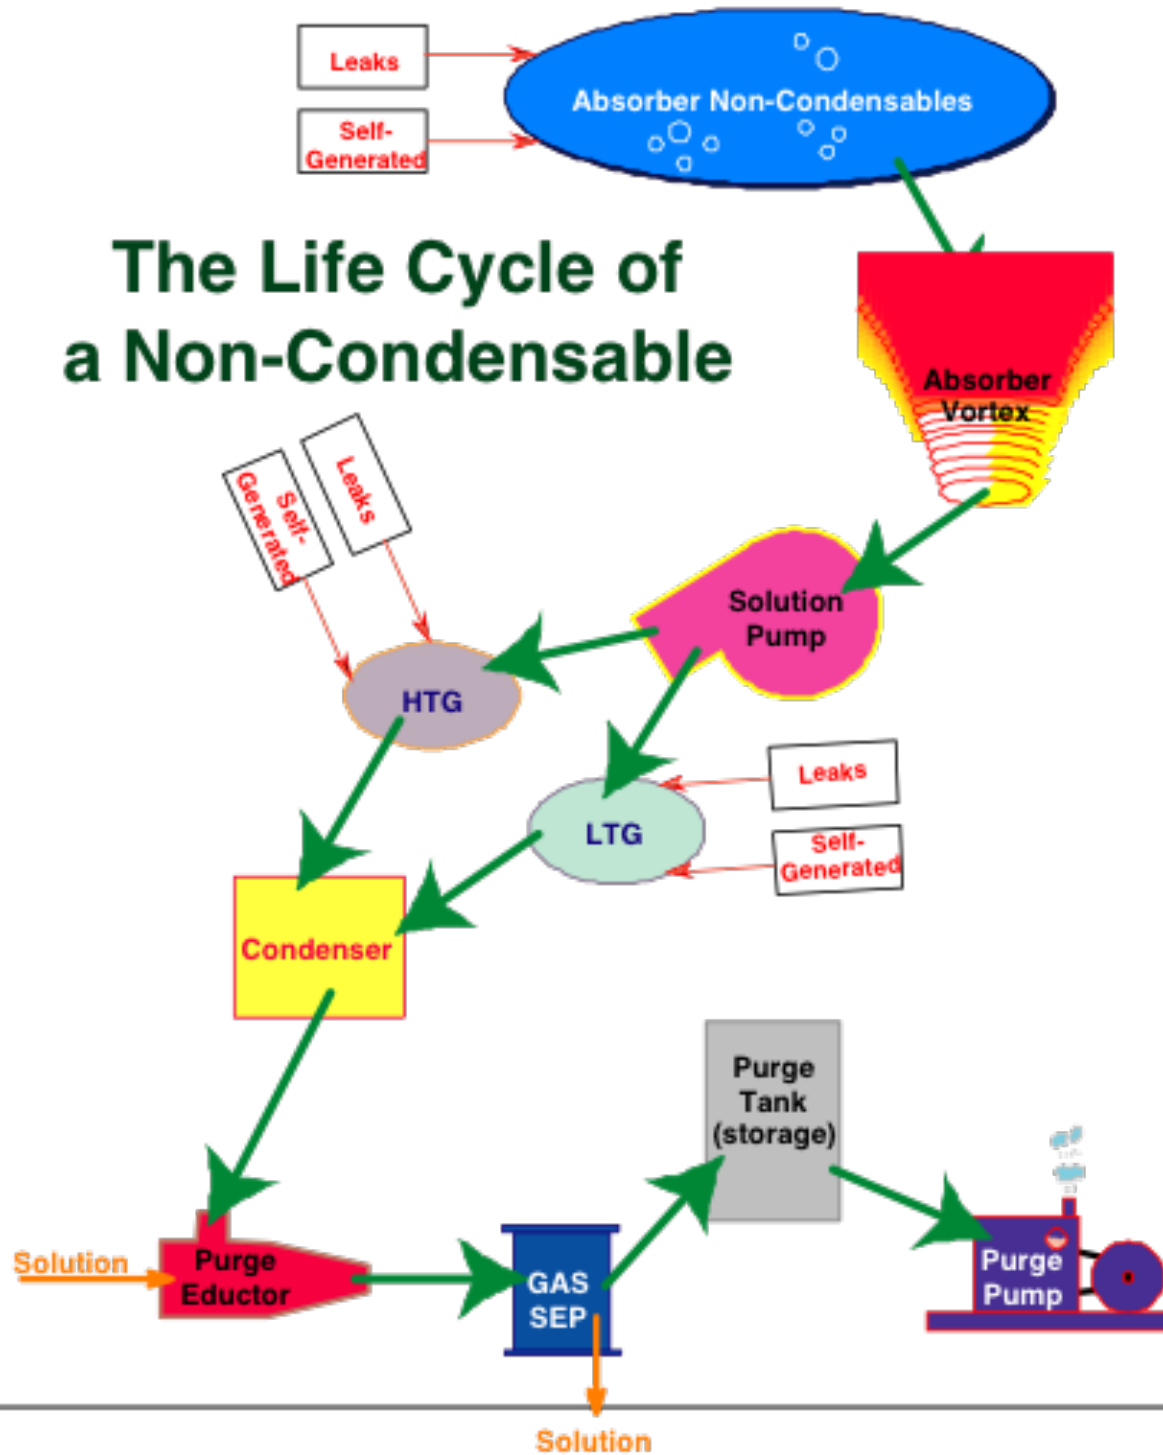 Leaks
Absorber Non-Condensables
Self-
Generated
The Life Cycle of
a Non-Condensable
Absorber
Vortex
Leaks
Self-
Generated
Solution
Pump
HTG
Leaks
LTG
Self-
Generated
Condenser
Purge
Tank
(storage)
Solution
Purge
Eductor
GAS
SEP
Purge
Pump
Solution